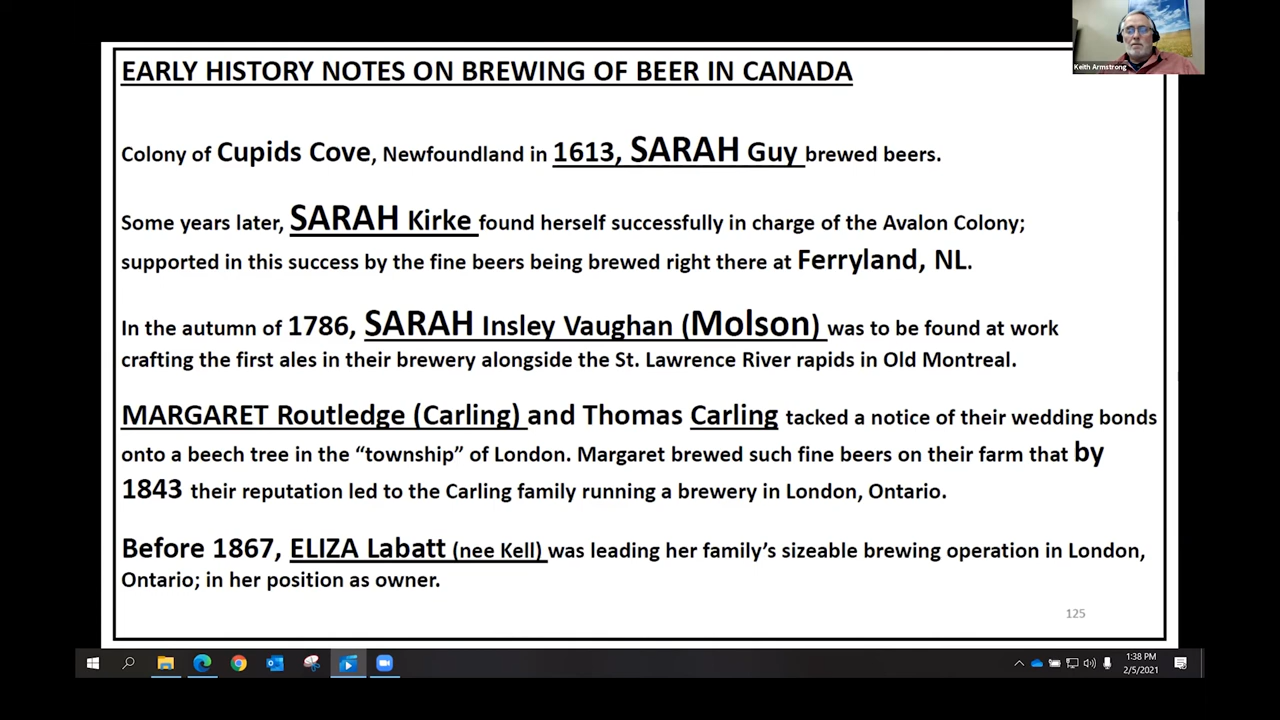 Keith Armstrong
EARLY HISTORY NOTES ON BREWING OF BEER IN CANADA
Colony of Cupids Cove, Newfoundland in 1613, SARAH Guy brewed beers.
Some years later, SARAH Kirke found herself successfully in charge of the Avalon Colony;
supported in this success by the fine beers being brewed right there at Ferryland, NL.
In the autumn of 1786, SARAH Insley Vaughan (Molson) was to be found at work
crafting the first ales in their brewery alongside the St. Lawrence River rapids in Old Montreal.
MARGARET Routledge (Carling) and Thomas Carling tacked a notice of their wedding bonds
onto a beech tree in the “township” of London. Margaret brewed such fine beers on their farm that by
1843 their reputation led to the Carling family running a brewery in London, Ontario.
Before 1867, ELIZA Labatt (nee Kell) was leading her family’s sizeable brewing operation in London,
Ontario; in her position as owner.
125
1:38 PM
2/5/2021